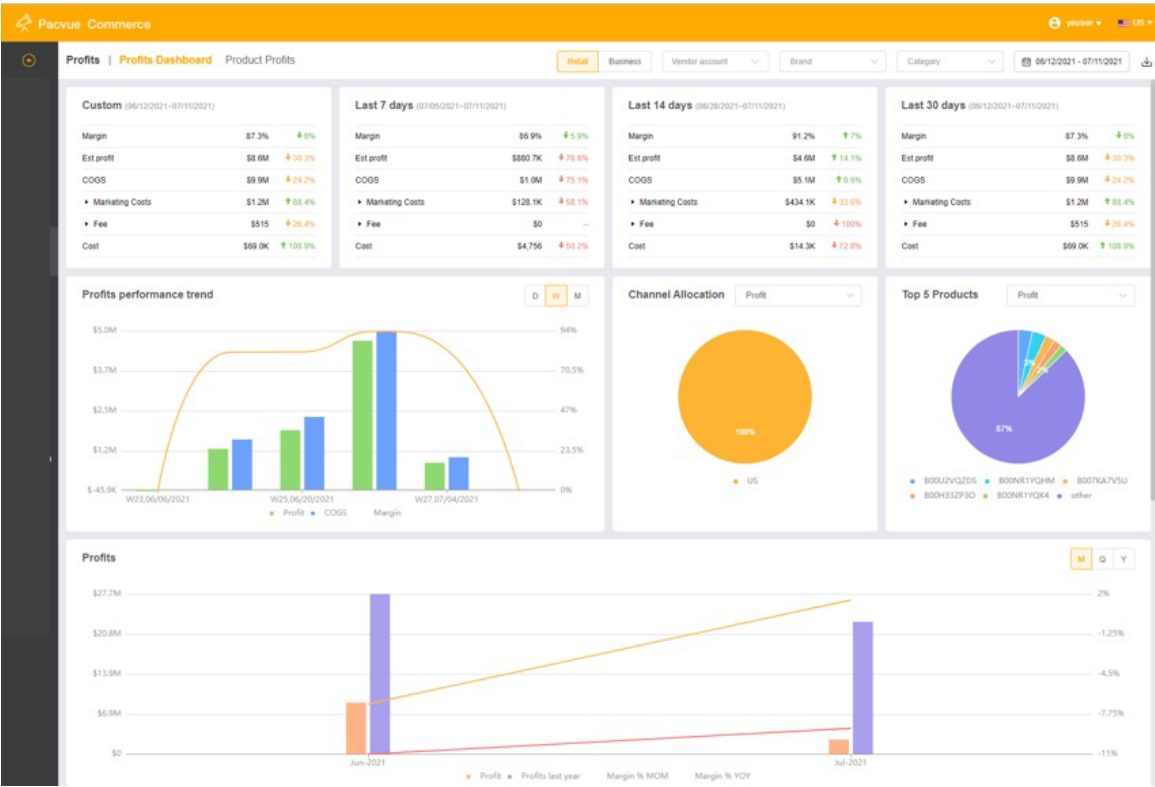 Pacvue Commerce
yinzixin US
Profits | Profits Dashboard Product Profits
Retail Business Vendor account Brand Category 06/12/2021 - 07/11/2021
Custom (06/12/2021~07/11/2021)
Margin 87.3% 8%
Est.profit $8.6M 30.3%
COGS $9.9M 24.2%
Marketing Costs $1.2M 88.4%
Fee $515 26.4%
Cost $69.0K 108.9%
Last 7 days (07/05/2021~07/11/2021)
Margin 86.9% 5.9%
Est.profit $880.7K 76.6%
COGS $1.0M 75.1%
Marketing Costs $128.1K 58.1%
Fee $0 --
Cost $4,756 50.2%
Last 14 days (06/28/2021~07/11/2021)
Margin 91.2% 7%
Est.profit $4.6M 14.1%
COGS $5.1M 6.6%
Marketing Costs $434.1K 33.6%
Fee $0 100%
Cost $14.3K 72.8%
Last 30 days (06/12/2021~07/11/2021)
Margin 87.3% 8%
Est.profit $8.6M 30.3%
COGS $9.9M 24.2%
Marketing Costs $1.2M 88.4%
Fee $515 26.4%
Cost $69.0K 108.9%
Profits performance trend D W M
$5.0M 94%
$3.7M 70.5%
$2.5M 47%
$1.2M 23.5%
$-45.9K 0%
W23,06/06/2021 W25,06/20/2021 W27,07/04/2021
Profit COGS Margin
Channel Allocation Profit
100%
US
Top 5 Products Profit
3%
2%
87%
B00U2VQZDS B00NR1YQHM B007KA7V5U
B00H33ZP3O B00NR1YQK4 other
Profits M Q Y
$27.7M 2%
$20.8M -1.25%
$13.9M -4.5%
$6.9M -7.75%
$0 -11%
Jun-2021 Jul-2021
Profit Profits last year Margin % MOM Margin % YOY